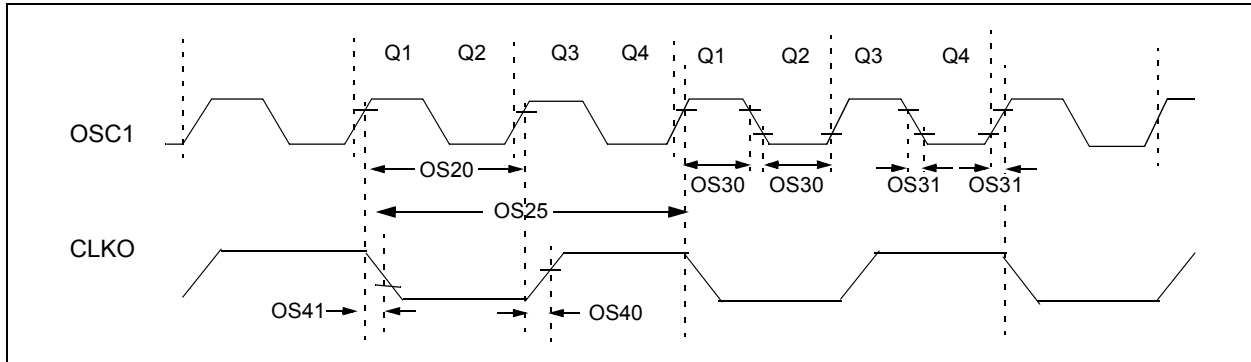 Q1 Q2 Q3 Q4 Q1 Q2 Q3 Q4
OSC1
OS20
OS30 OS30 OS31 OS31
OS25
CLKO
OS41 OS40